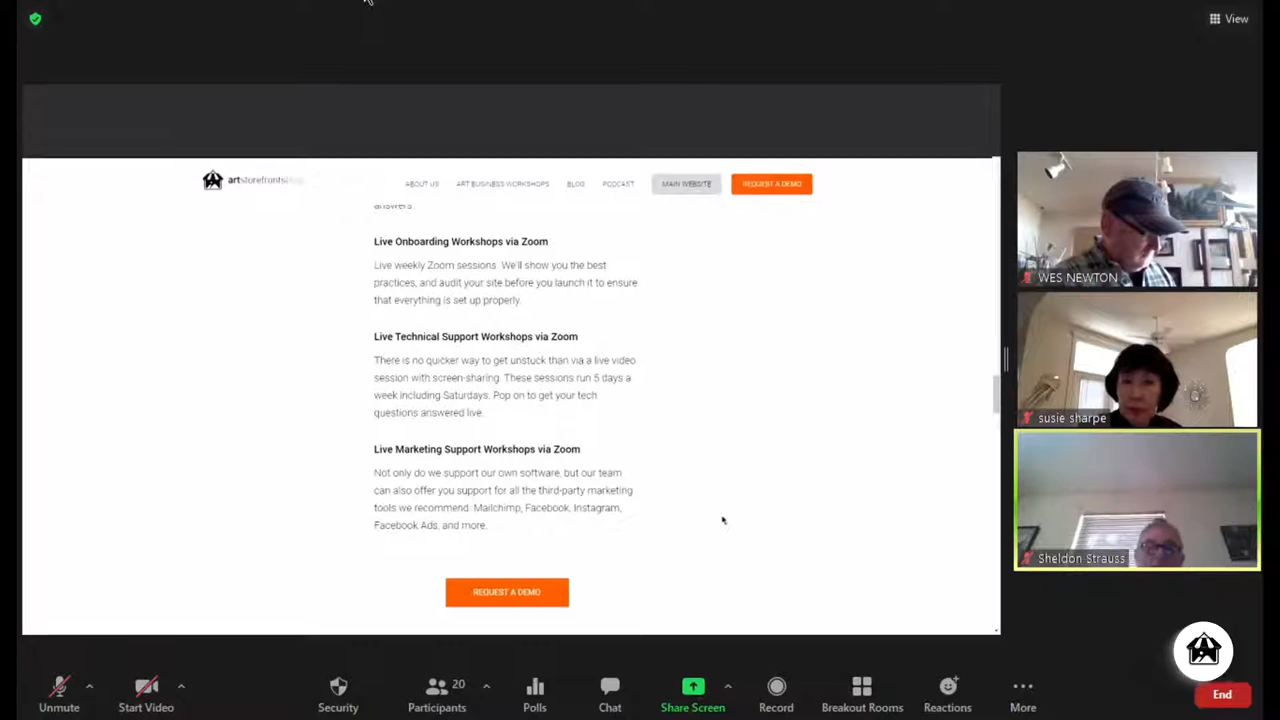 View
artstorefronts
ABOUT US
ART BUSINESS WORKSHOPS
BLOG
PODCAST
MAIN WEBSITE
REQUEST A DEMO
answers.
Live Onboarding Workshops via Zoom
Live weekly Zoom sessions. We'll show you the best
practices, and audit your site before you launch it to ensure
that everything is set up properly.
Live Technical Support Workshops via Zoom
There is no quicker way to get unstuck than via a live video
session with screen-sharing. These sessions run 5 days a
week including Saturdays. Pop on to get your tech
questions answered live.
Live Marketing Support Workshops via Zoom
Not only do we support our own software, but our team
can also offer you support for all the third-party marketing
tools we recommend: Mailchimp, Facebook, Instagram,
Facebook Ads, and more.
REQUEST A DEMO
WES NEWTON
susie sharpe
Sheldon Strauss
Unmute
Start Video
Security
Participants
20
Polls
Chat
Share Screen
Record
Breakout Rooms
Reactions
More
End